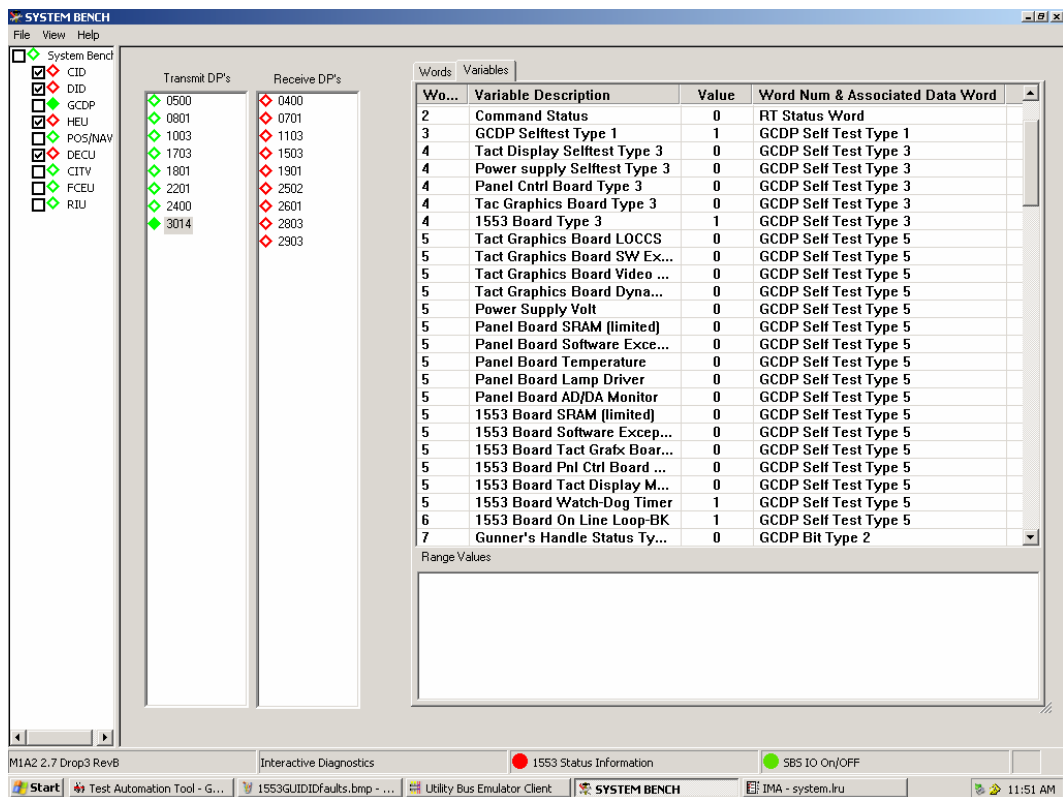 SYSTEM BENCH
File View Help
System Bencl
CID
DID
GCDP
HEU
POS/NAV
DECU
CITV
FCEU
RIU
Transmit DP's
0500
0801
1003
1703
1801
2201
2400
3014
Receive DP's
0400
0701
1103
1503
1901
2502
2601
2803
2903
Words Variables
Wo... Variable Description Value Word Num & Associated Data Word
2 Command Status 0 RT Status Word
3 GCDP Selftest Type 1 1 GCDP Self Test Type 1
4 Tact Display Selftest Type 3 0 GCDP Self Test Type 3
4 Power supply Selftest Type 3 0 GCDP Self Test Type 3
4 Panel Cntrl Board Type 3 0 GCDP Self Test Type 3
4 Tac Graphics Board Type 3 0 GCDP Self Test Type 3
4 1553 Board Type 3 1 GCDP Self Test Type 3
5 Tact Graphics Board LOCCS 0 GCDP Self Test Type 5
5 Tact Graphics Board SW Ex... 0 GCDP Self Test Type 5
5 Tact Graphics Board Video ... 0 GCDP Self Test Type 5
5 Tact Graphics Board Dyna... 0 GCDP Self Test Type 5
5 Power Supply Volt 0 GCDP Self Test Type 5
5 Panel Board SRAM (limited) 0 GCDP Self Test Type 5
5 Panel Board Software Exce... 0 GCDP Self Test Type 5
5 Panel Board Temperature 0 GCDP Self Test Type 5
5 Panel Board Lamp Driver 0 GCDP Self Test Type 5
5 Panel Board AD/DA Monitor 0 GCDP Self Test Type 5
5 1553 Board SRAM (limited) 0 GCDP Self Test Type 5
5 1553 Board Software Excep... 0 GCDP Self Test Type 5
5 1553 Board Tact Grafx Boar... 0 GCDP Self Test Type 5
5 1553 Board Pnl Ctrl Board ... 0 GCDP Self Test Type 5
5 1553 Board Tact Display M... 0 GCDP Self Test Type 5
5 1553 Board Watch-Dog Timer 1 GCDP Self Test Type 5
6 1553 Board On Line Loop-BK 1 GCDP Self Test Type 5
7 Gunner's Handle Status Ty... 0 GCDP Bit Type 2
Range Values
M1A2 2.7 Drop3 RevB Interactive Diagnostics 1553 Status Information SBS IO On/OFF
Start Test Automation Tool - G... 1553GUIDIDfaults.bmp - ... Utility Bus Emulator Client SYSTEM BENCH IMA - system.lru 11:51 AM